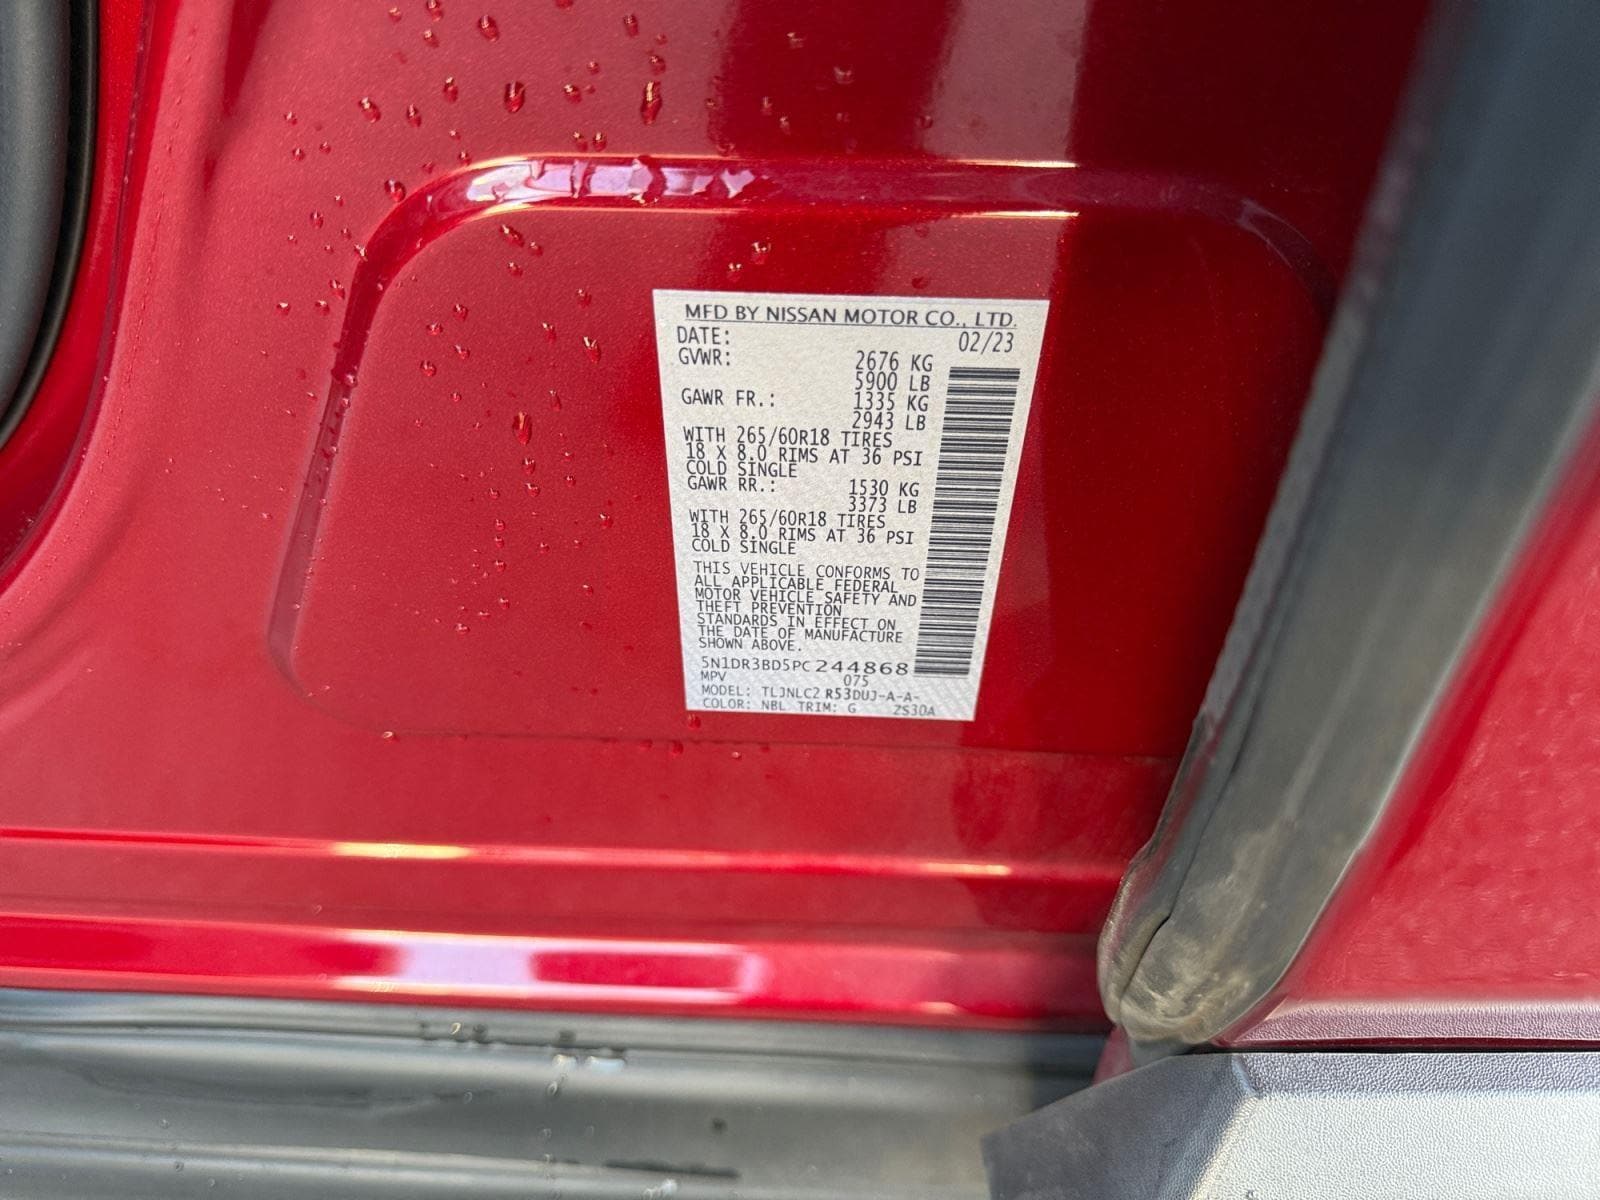 MFD BY NISSAN MOTOR CO., LTD.
DATE: 02/23
GVWR: 2676 KG
5900 LB
GAWR FR.: 1335 KG
2943 LB
WITH 265/60R18 TIRES
18 X 8.0 RIMS AT 36 PSI
COLD SINGLE
GAWR RR.: 1530 KG
3373 LB
WITH 265/60R18 TIRES
18 X 8.0 RIMS AT 36 PSI
COLD SINGLE
THIS VEHICLE CONFORMS TO
ALL APPLICABLE FEDERAL
MOTOR VEHICLE SAFETY AND
THEFT PREVENTION
STANDARDS IN EFFECT ON
THE DATE OF MANUFACTURE
SHOWN ABOVE.
5N1DR3BD5PC244868
MPV 075
MODEL: TLJNLC2 R53DUJ-A-A-
COLOR: NBL TRIM: G ZS30A